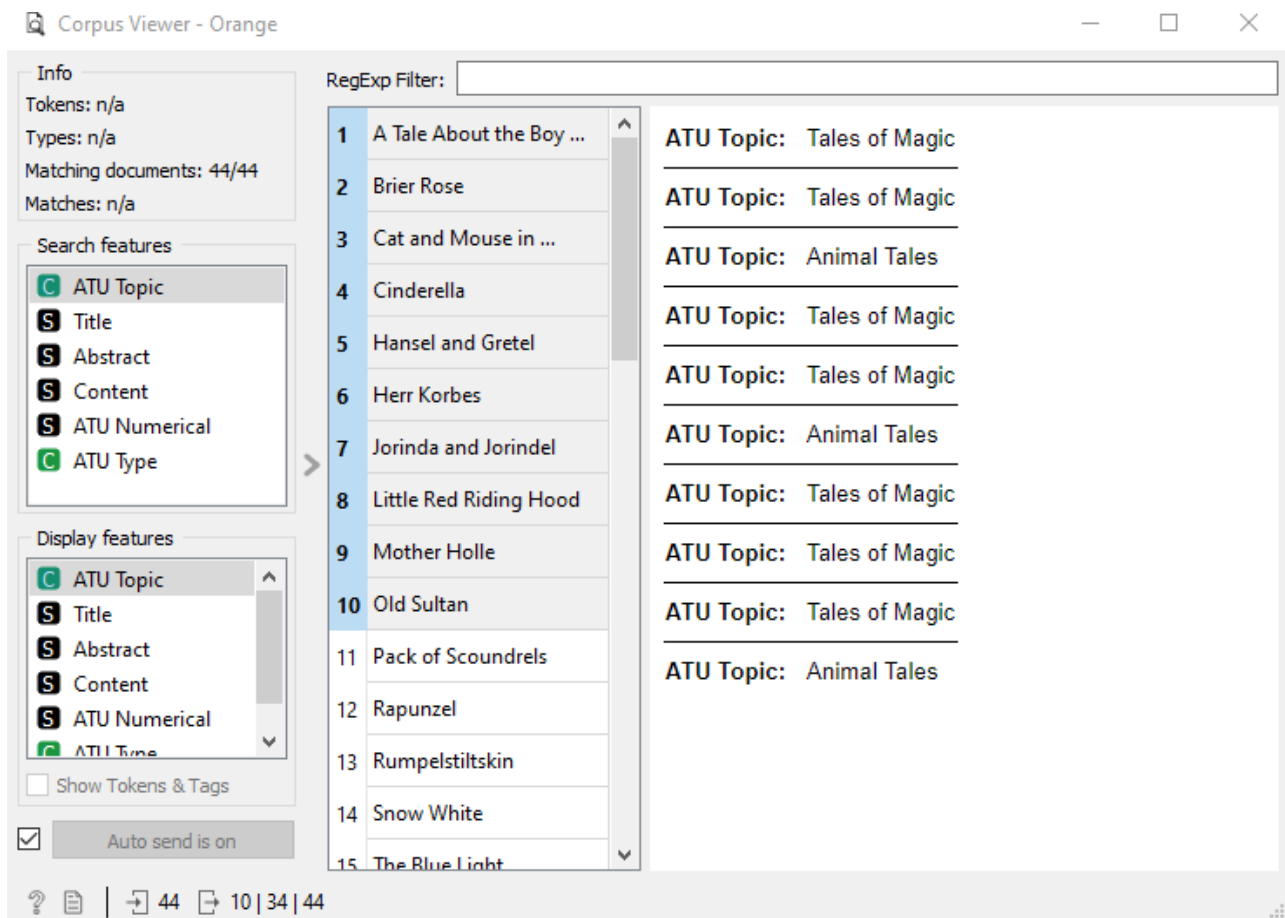 Corpus Viewer - Orange
Info
Tokens: n/a
Types: n/a
Matching documents: 44/44
Matches: n/a
Search features
C ATU Topic
S Title
S Abstract
S Content
S ATU Numerical
C ATU Type
Display features
C ATU Topic
S Title
S Abstract
S Content
S ATU Numerical
C ATU Type
Show Tokens & Tags
Auto send is on
RegExp Filter:
1 A Tale About the Boy ...
2 Brier Rose
3 Cat and Mouse in ...
4 Cinderella
5 Hansel and Gretel
6 Herr Korbes
7 Jorinda and Jorindel
8 Little Red Riding Hood
9 Mother Holle
10 Old Sultan
11 Pack of Scoundrels
12 Rapunzel
13 Rumpelstiltskin
14 Snow White
15 The Blue Light
ATU Topic: Tales of Magic
ATU Topic: Tales of Magic
ATU Topic: Animal Tales
ATU Topic: Tales of Magic
ATU Topic: Tales of Magic
ATU Topic: Animal Tales
ATU Topic: Tales of Magic
ATU Topic: Tales of Magic
ATU Topic: Tales of Magic
ATU Topic: Animal Tales
? 44 10 | 34 | 44